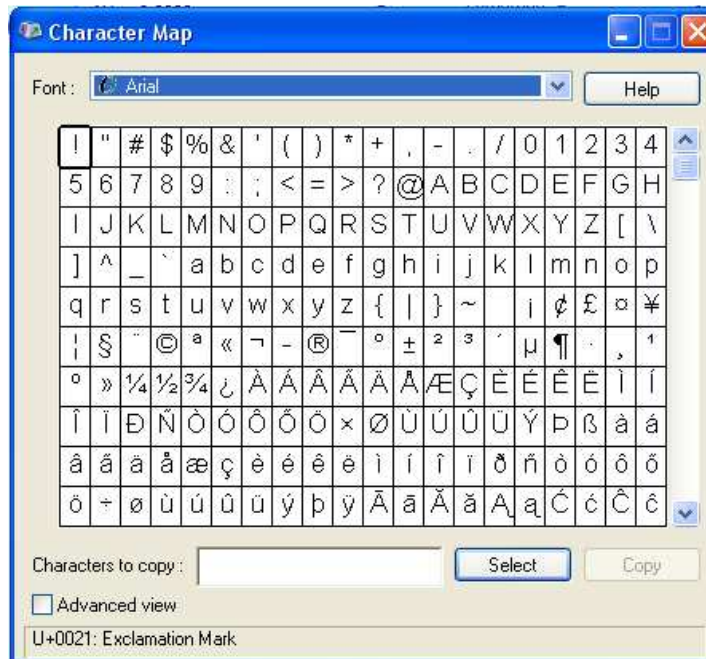 Character Map
Font : Arial Help
! " # $ % & ' ( ) * + , - . / 0 1 2 3 4
5 6 7 8 9 : ; < = > ? @ A B C D E F G H
I J K L M N O P Q R S T U V W X Y Z [ \
] ^ _ ` a b c d e f g h i j k l m n o p
q r s t u v w x y z { | } ~ ¡ ¢ £ ¤ ¥
¦ § ¨ © ª « ¬ - ® ¯ ° ± ² ³ ´ µ ¶ · ¸ ¹
º » ¼ ½ ¾ ¿ À Á Â Ã Ä Å Æ Ç È É Ê Ë Ì Í
Î Ï Ð Ñ Ò Ó Ô Õ Ö × Ø Ù Ú Û Ü Ý Þ ß à á
â ã ä å æ ç è é ê ë ì í î ï ð ñ ò ó ô õ
ö ÷ ø ù ú û ü ý þ ÿ Ā ā Ă ă Ą ą Ć ć Ĉ ĉ
Characters to copy : Select Copy
Advanced view
U+0021: Exclamation Mark